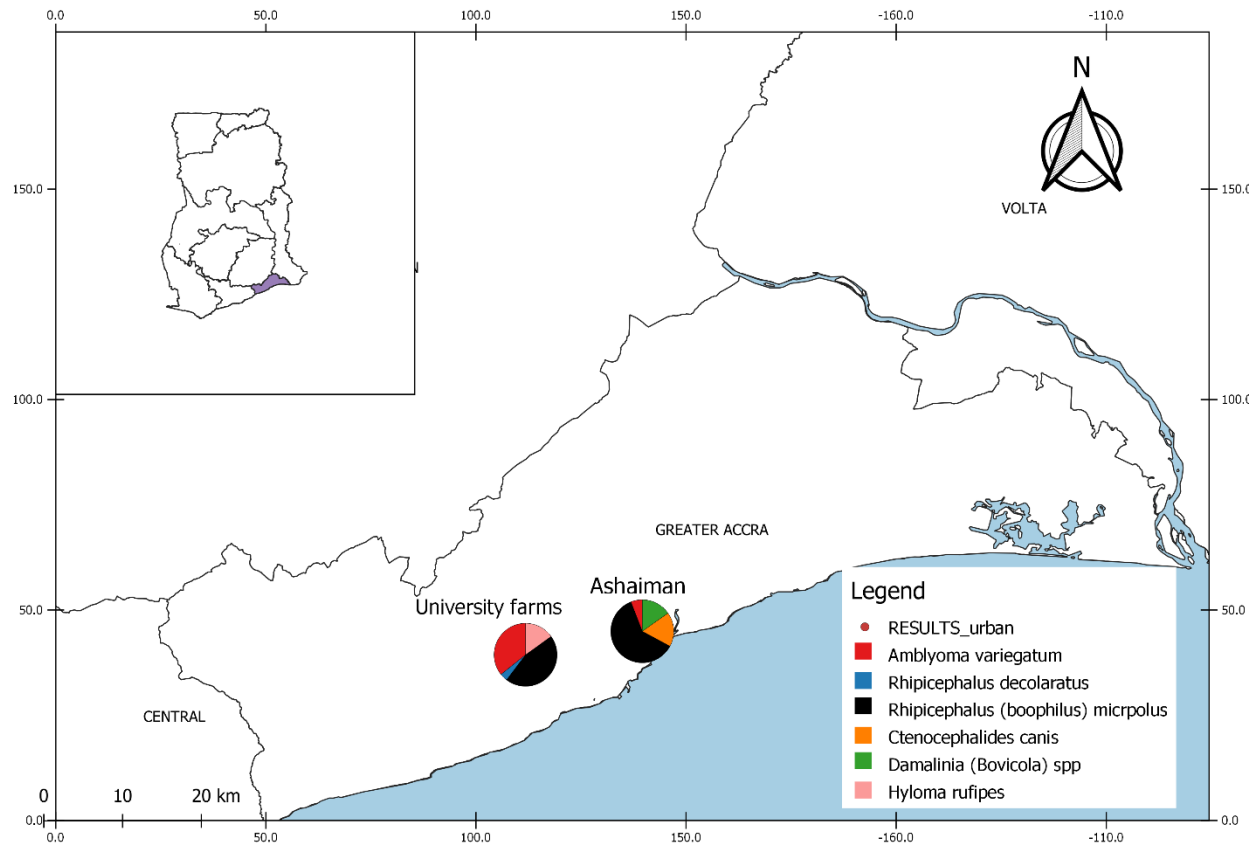 0.0 50.0 100.0 150.0 -160.0 -110.0
N
150.0 150.0
VOLTA
100.0 100.0
GREATER ACCRA
Ashaiman
University farms
50.0 50.0
Legend
RESULTS_urban
Amblyoma variegatum
Rhipicephalus decolaratus
Rhipicephalus (boophilus) micrpolus
Ctenocephalides canis
Damalinia (Bovicola) spp
Hyloma rufipes
CENTRAL
0 10 20 km
0.0 0.0
0.0 50.0 100.0 150.0 -160.0 -110.0